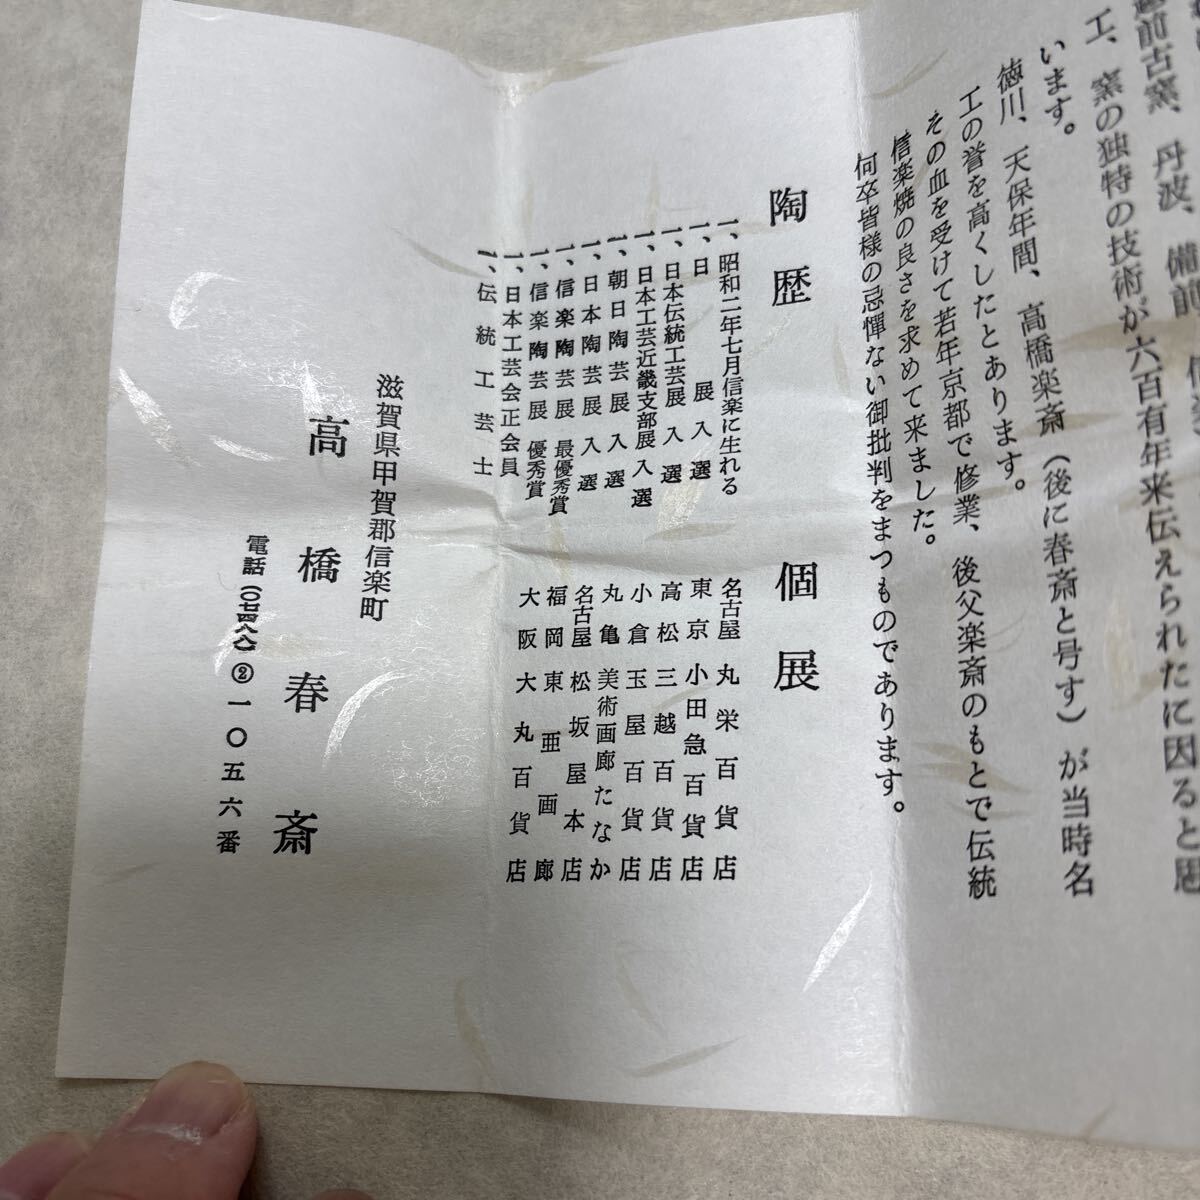 越前古窯、丹波、備前、
工、窯の独特の技術が六百有年来伝えられたに因ると思
います。
徳川、天保年間、高橋楽斎（後に春斎と号す）が当時名
工の誉を高くしたとあります。
その血を受けて若年京都で修業、後父楽斎のもとで伝統
信楽焼の良さを求めて来ました。
何卒皆様の忌憚ない御批判をまつものであります。
陶歴
一、昭和二年七月信楽に生れる
一、日展入選
一、日本伝統工芸展入選
一、日本工芸近畿支部展入選
一、朝日陶芸展入選
一、日本陶芸展入選
一、信楽陶芸展最優秀賞
一、信楽陶芸展優秀賞
一、日本工芸会正会員
一、伝統工芸士
個展
名古屋丸栄百貨店
東京小田急百貨店
高松三越百貨店
小倉玉屋百貨店
丸亀美術画廊たなか
名古屋松坂屋本店
福岡東亜画廊
大阪大丸百貨店
滋賀県甲賀郡信楽町
高橋春斎
電話（〇七四八八）②一〇五六番